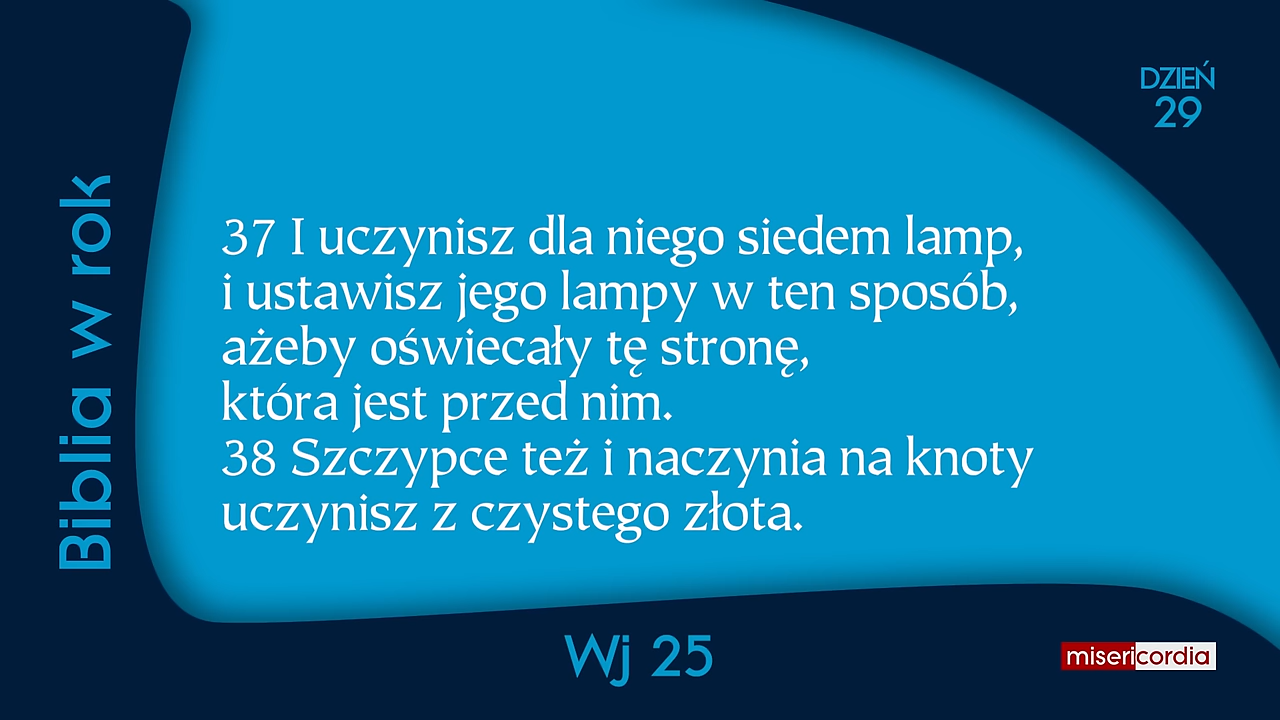 DZIEŃ
29
Biblia w rok
37 I uczynisz dla niego siedem lamp,
i ustawisz jego lampy w ten sposób,
ażeby oświecały tę stronę,
która jest przed nim.
38 Szczypce też i naczynia na knoty
uczynisz z czystego złota.
Wj 25
misericordia